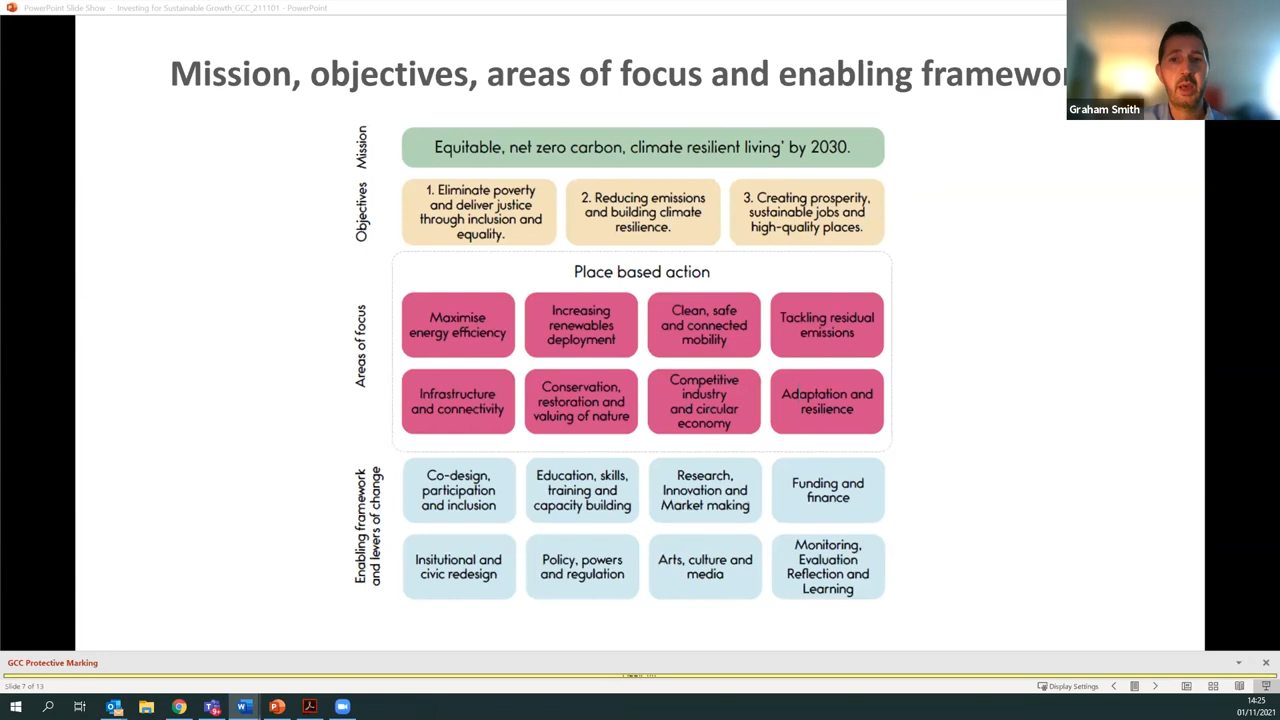 PowerPoint Slide Show - Investing for Sustainable Growth_GCC_211101 - PowerPoint
Mission, objectives, areas of focus and enabling framewor
Graham Smith
Mission
Equitable, net zero carbon, climate resilient living’ by 2030.
Objectives
1. Eliminate poverty
and deliver justice
through inclusion and
equality.
2. Reducing emissions
and building climate
resilience.
3. Creating prosperity,
sustainable jobs and
high-quality places.
Place based action
Areas of focus
Maximise
energy efficiency
Increasing
renewables
deployment
Clean, safe
and connected
mobility
Tackling residual
emissions
Infrastructure
and connectivity
Conservation,
restoration and
valuing of nature
Competitive
industry
and circular
economy
Adaptation and
resilience
Enabling framework
and levers of change
Co-design,
participation
and inclusion
Education, skills,
training and
capacity building
Research,
Innovation and
Market making
Funding and
finance
Insitutional and
civic redesign
Policy, powers
and regulation
Arts, culture and
media
Monitoring,
Evaluation
Reflection and
Learning
GCC Protective Marking
Slide 7 of 13
Display Settings
14:25
01/11/2021